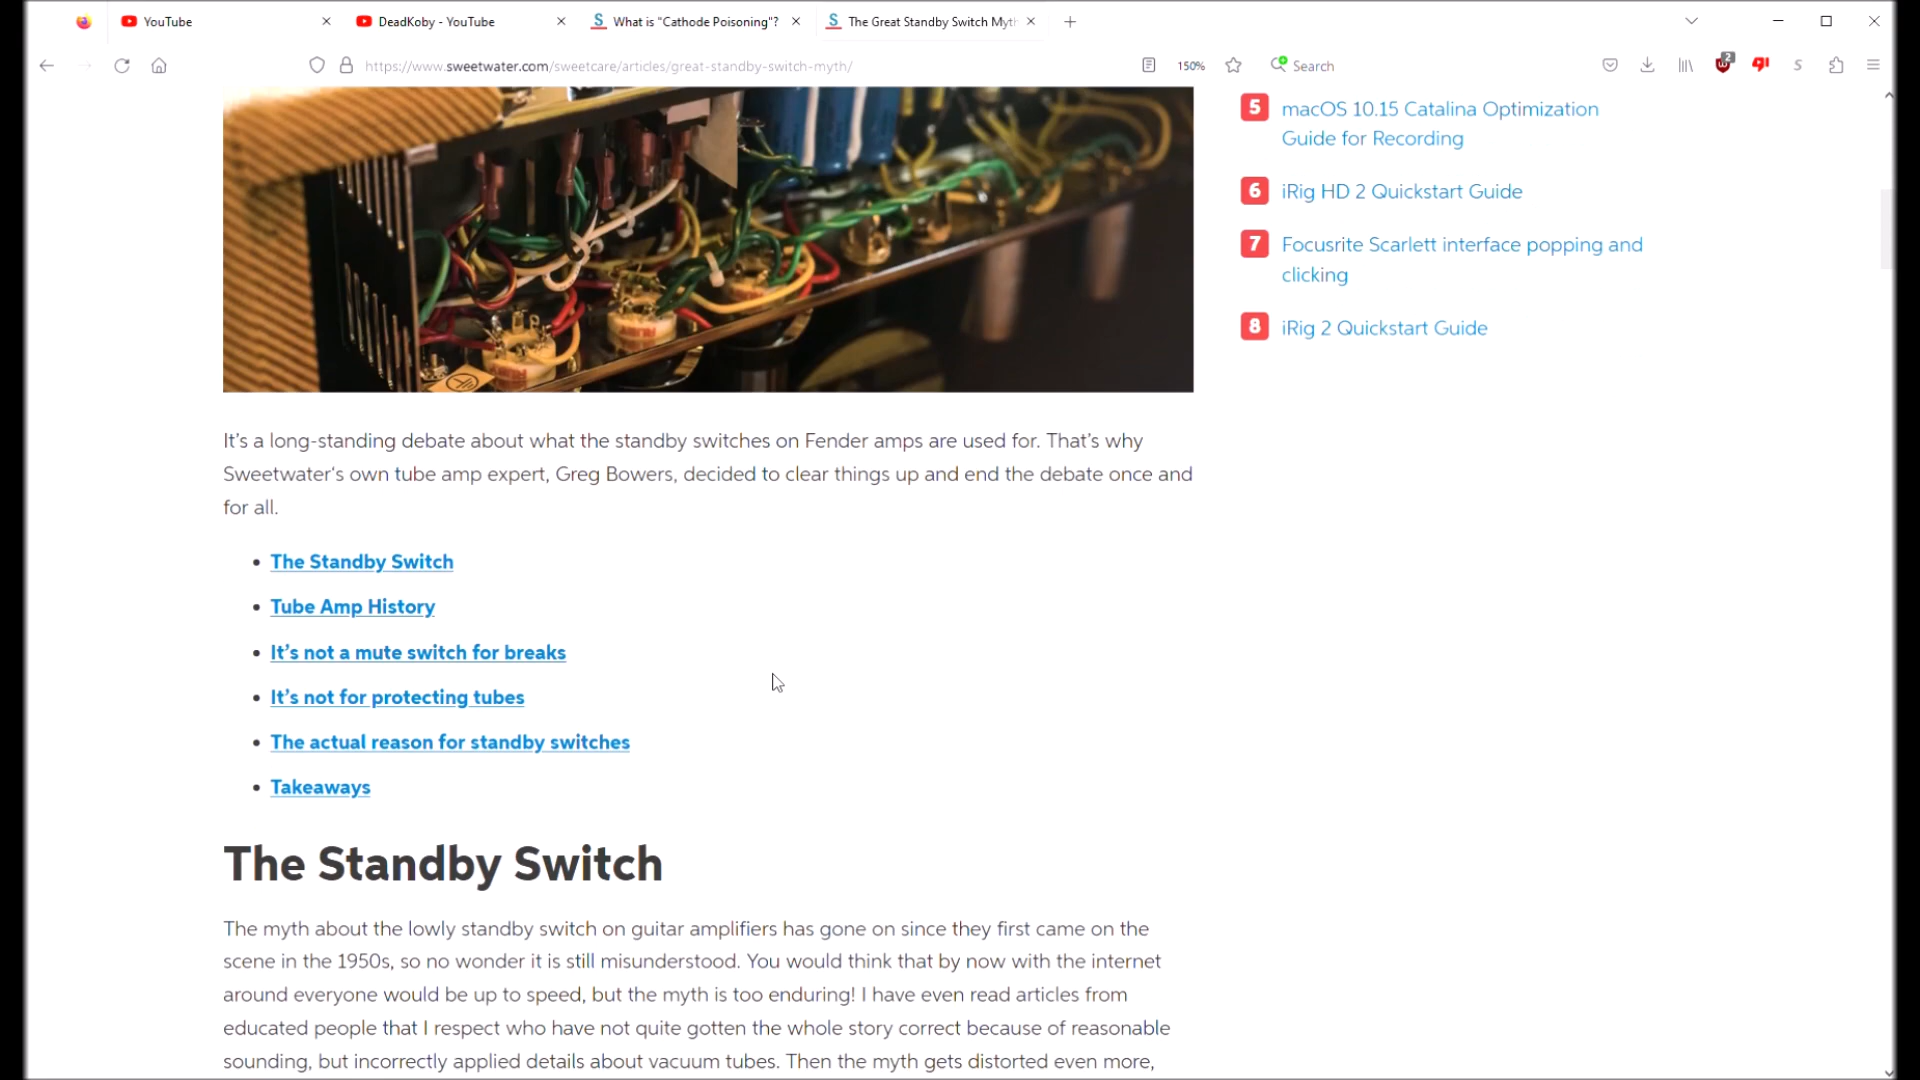 YouTube
DeadKoby - YouTube
What is "Cathode Poisoning"?
The Great Standby Switch Myth
https://www.sweetwater.com/sweetcare/articles/great-standby-switch-myth/
150%
Search
2
5 macOS 10.15 Catalina Optimization
Guide for Recording
6 iRig HD 2 Quickstart Guide
7 Focusrite Scarlett interface popping and
clicking
8 iRig 2 Quickstart Guide
It's a long-standing debate about what the standby switches on Fender amps are used for. That's why
Sweetwater's own tube amp expert, Greg Bowers, decided to clear things up and end the debate once and
for all.
• The Standby Switch
• Tube Amp History
• It's not a mute switch for breaks
• It's not for protecting tubes
• The actual reason for standby switches
• Takeaways
The Standby Switch
The myth about the lowly standby switch on guitar amplifiers has gone on since they first came on the
scene in the 1950s, so no wonder it is still misunderstood. You would think that by now with the internet
around everyone would be up to speed, but the myth is too enduring! I have even read articles from
educated people that I respect who have not quite gotten the whole story correct because of reasonable
sounding, but incorrectly applied details about vacuum tubes. Then the myth gets distorted even more,